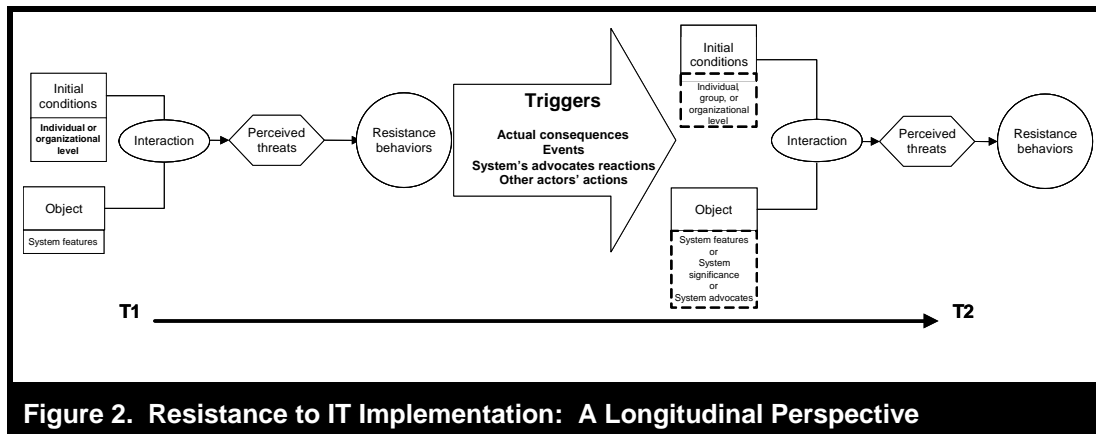 Initial
conditions
Individual or
organizational
level
Object
System features
Interaction
Perceived
threats
Resistance
behaviors
Triggers
Actual consequences
Events
System's advocates reactions
Other actors' actions
Initial
conditions
Individual,
group, or
organizational
level
Object
System features
or
System
significance
or
System advocates
Interaction
Perceived
threats
Resistance
behaviors
T1
T2
Figure 2. Resistance to IT Implementation: A Longitudinal Perspective